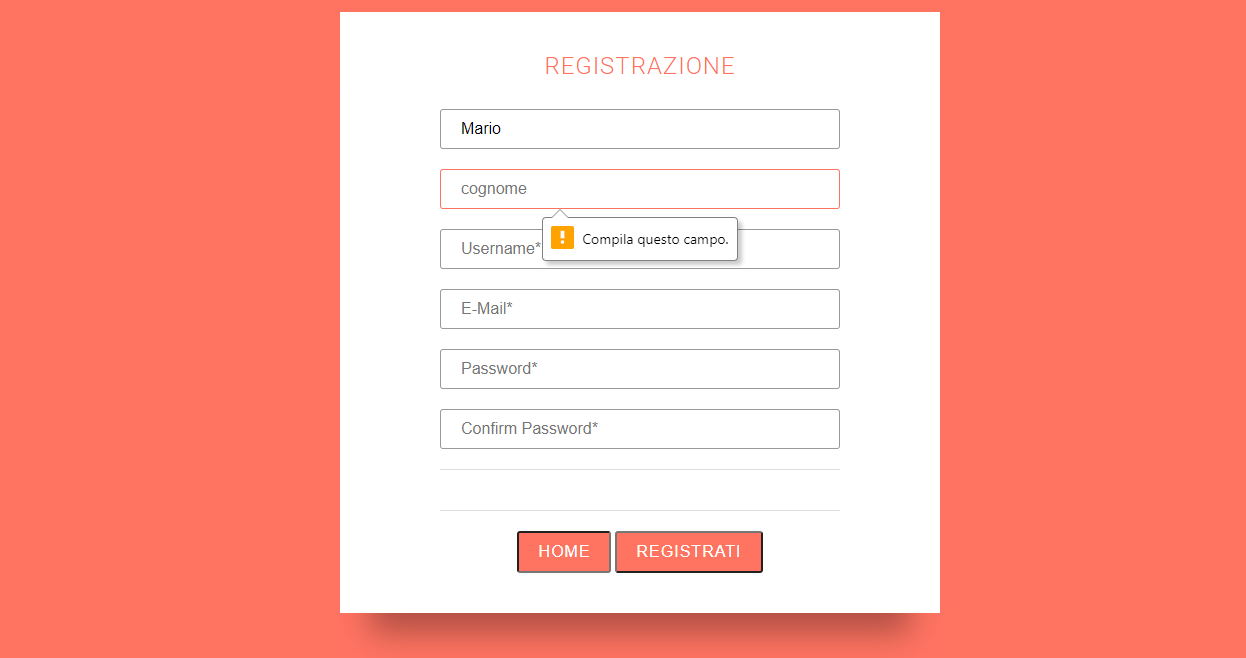 REGISTRAZIONE
Mario
cognome
Username*
! Compila questo campo.
E-Mail*
Password*
Confirm Password*
HOME REGISTRATI